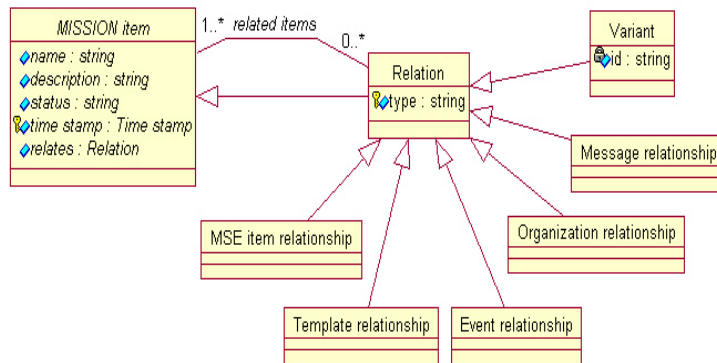 MISSION item
name : string
description : string
status : string
time stamp : Time stamp
relates : Relation
1..* related items
0..*
Relation
type : string
Variant
id : string
Message relationship
Organization relationship
MSE item relationship
Template relationship
Event relationship